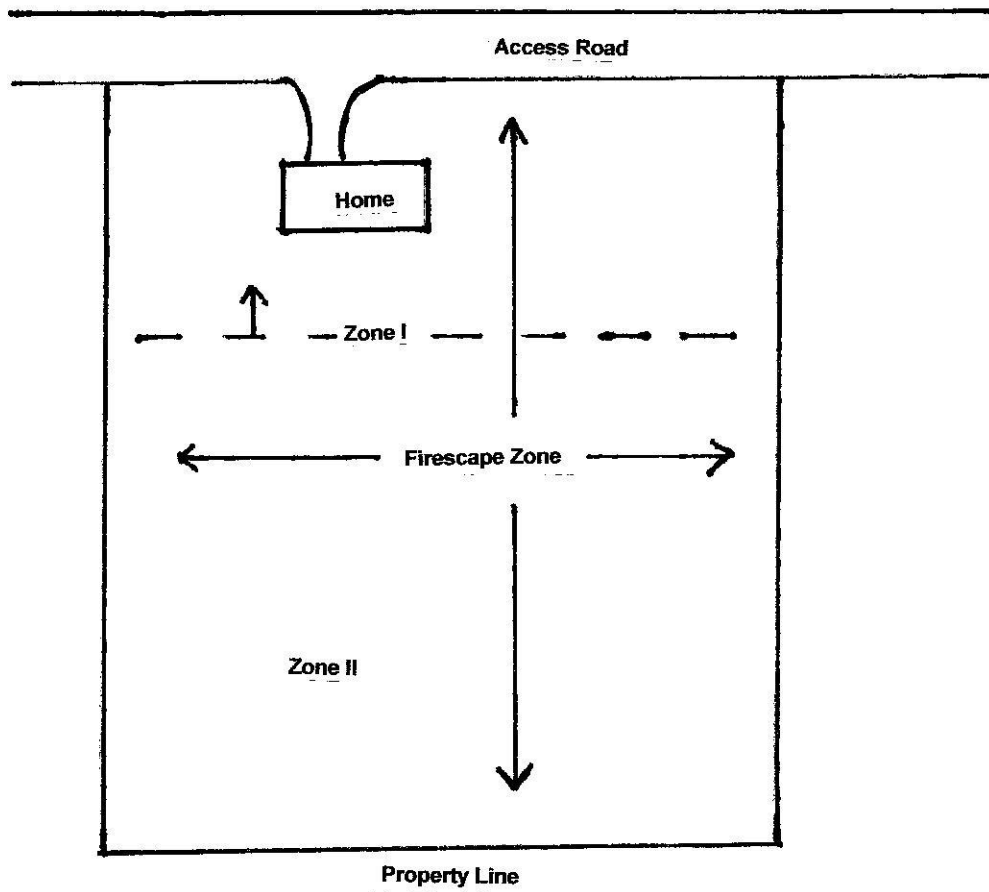 Access Road
Home
Zone I
Firescape Zone
Zone II
Property Line